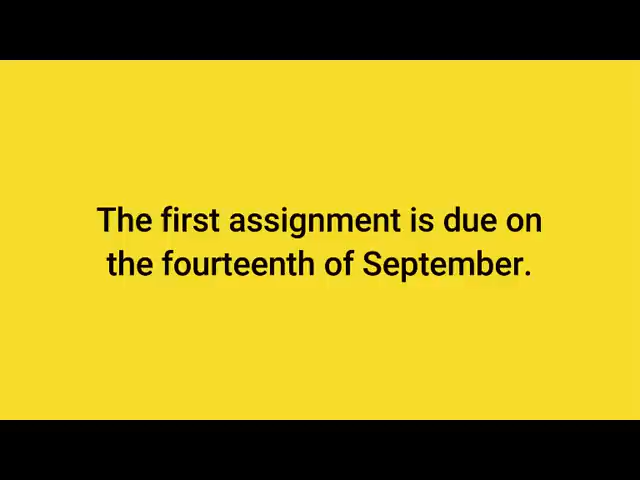 The first assignment is due on
the fourteenth of September.